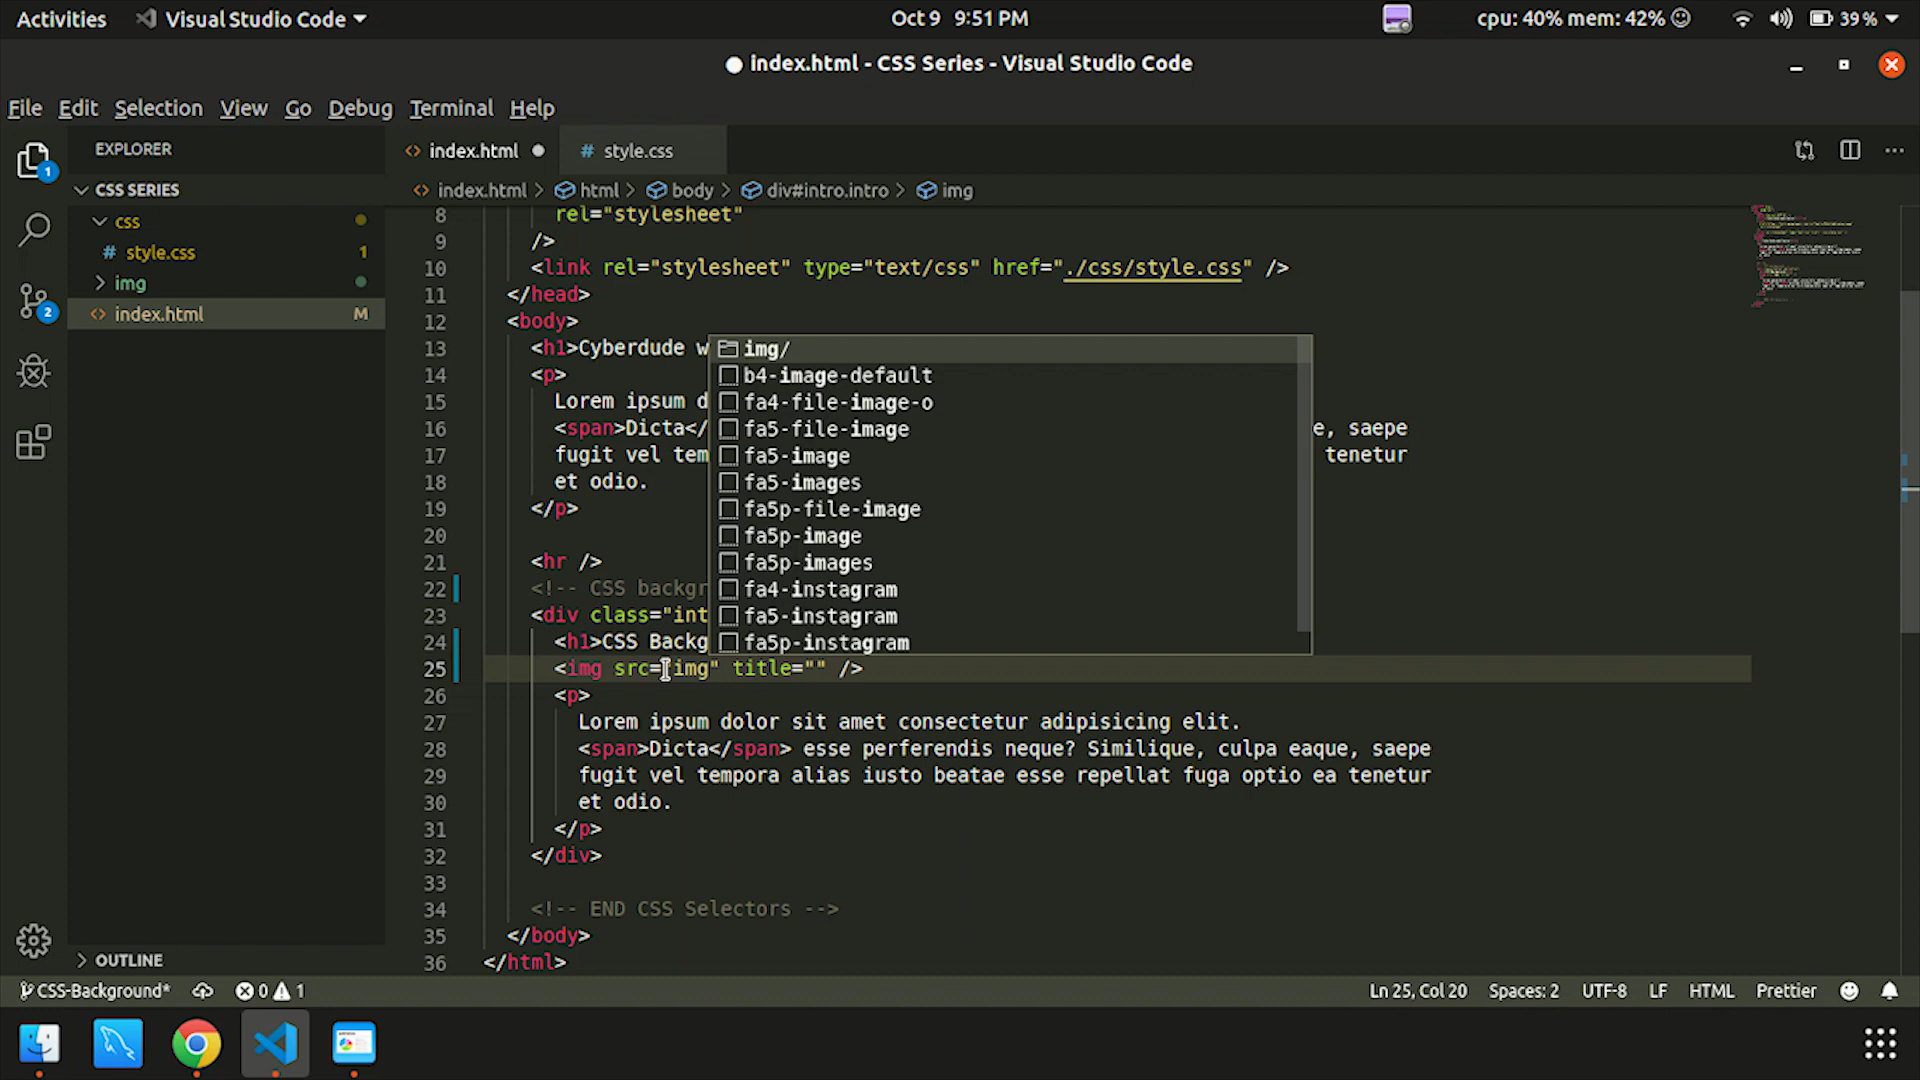 Activities Visual Studio Code Oct 9 9:51 PM cpu: 40% mem: 42% 39 %
index.html - CSS Series - Visual Studio Code
File Edit Selection View Go Debug Terminal Help
1 EXPLORER index.html style.css
CSS SERIES index.html html body div#intro.intro img
css
style.css 1
img
index.html M
2
8 rel="stylesheet"
9 />
10 <link rel="stylesheet" type="text/css" href="./css/style.css" />
11 </head>
12 <body>
13 <h1>Cyberdude w
14 <p>
15 Lorem ipsum d
16 <span>Dicta</ e, saepe
17 fugit vel tem tenetur
18 et odio.
19 </p>
20
21 <hr />
22 <!-- CSS backgr
23 <div class="int
24 <h1>CSS Backg
25 <img src="img" title="" />
26 <p>
27 Lorem ipsum dolor sit amet consectetur adipisicing elit.
28 <span>Dicta</span> esse perferendis neque? Similique, culpa eaque, saepe
29 fugit vel tempora alias iusto beatae esse repellat fuga optio ea tenetur
30 et odio.
31 </p>
32 </div>
33
34 <!-- END CSS Selectors -->
35 </body>
36 </html>
img/
b4-image-default
fa4-file-image-o
fa5-file-image
fa5-image
fa5-images
fa5p-file-image
fa5p-image
fa5p-images
fa4-instagram
fa5-instagram
fa5p-instagram
OUTLINE
CSS-Background* 0 1 Ln 25, Col 20 Spaces: 2 UTF-8 LF HTML Prettier